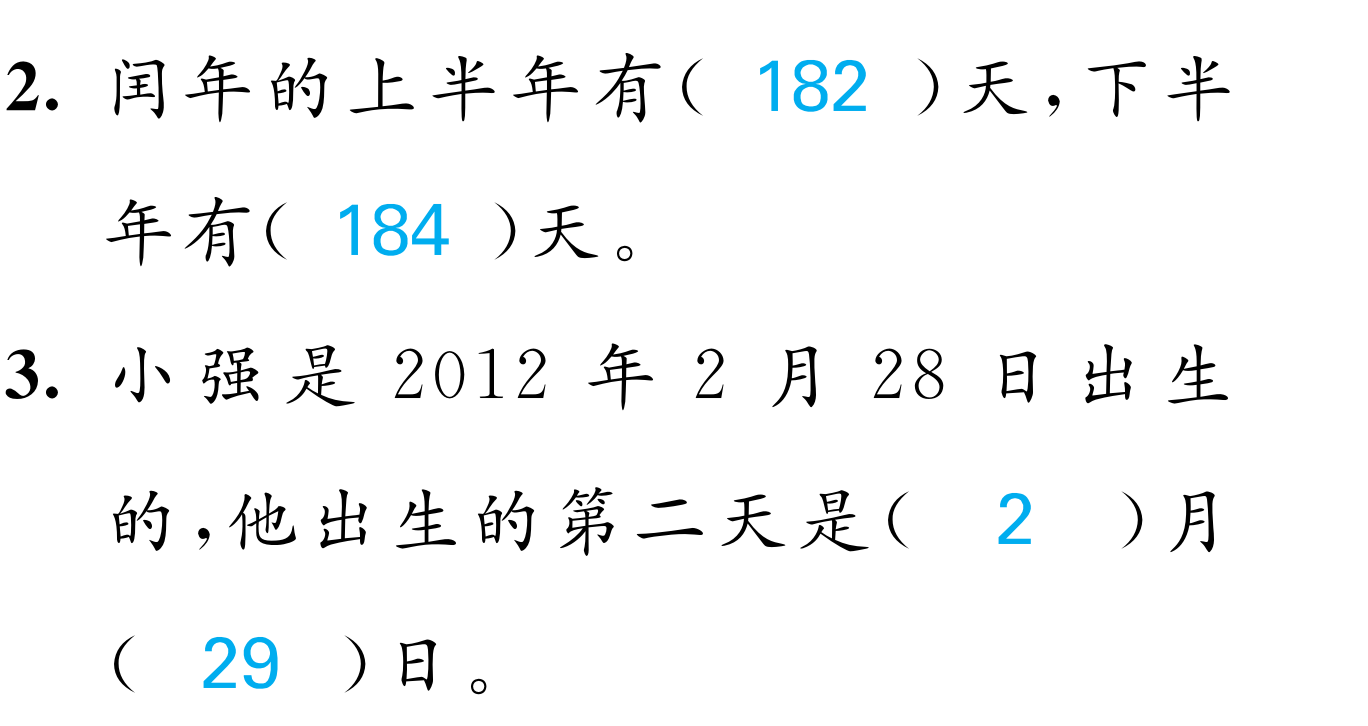 2. 闰年的上半年有( 182 )天,下半
年有( 184 )天。
3. 小强是 2012 年 2 月 28 日出生
的,他出生的第二天是( 2 )月
( 29 )日。